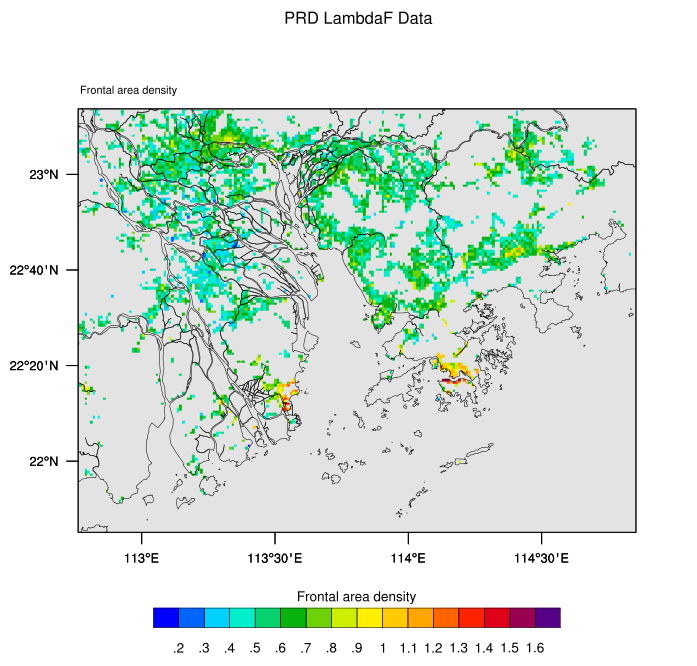 PRD LambdaF Data
Frontal area density
23°N
22°40'N
22°20'N
22°N
113°E
113°30'E
114°E
114°30'E
Frontal area density
.2 .3 .4 .5 .6 .7 .8 .9 1 1.1 1.2 1.3 1.4 1.5 1.6